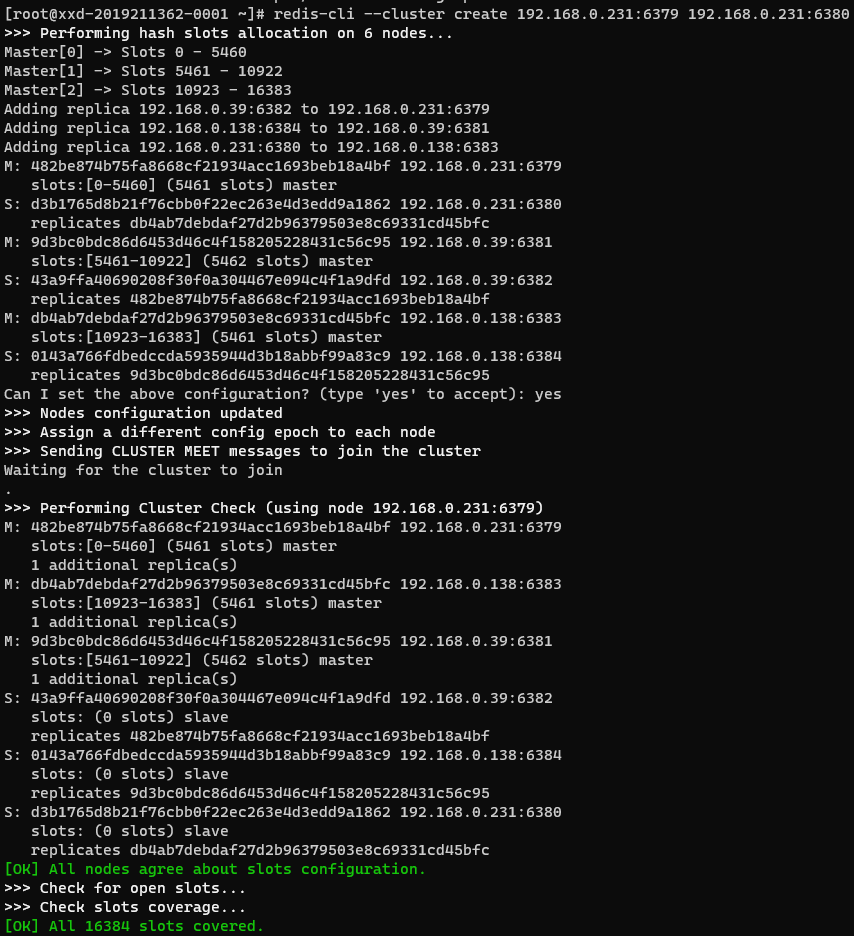 [root@xxd-2019211362-0001 ~]# redis-cli --cluster create 192.168.0.231:6379 192.168.0.231:6380
>>> Performing hash slots allocation on 6 nodes...
Master[0] -> Slots 0 - 5460
Master[1] -> Slots 5461 - 10922
Master[2] -> Slots 10923 - 16383
Adding replica 192.168.0.39:6382 to 192.168.0.231:6379
Adding replica 192.168.0.138:6384 to 192.168.0.39:6381
Adding replica 192.168.0.231:6380 to 192.168.0.138:6383
M: 482be874b75fa8668cf21934acc1693beb18a4bf 192.168.0.231:6379
   slots:[0-5460] (5461 slots) master
S: d3b1765d8b21f76cbb0f22ec263e4d3edd9a1862 192.168.0.231:6380
   replicates db4ab7debdaf27d2b96379503e8c69331cd45bfc
M: 9d3bc0bdc86d6453d46c4f158205228431c56c95 192.168.0.39:6381
   slots:[5461-10922] (5462 slots) master
S: 43a9ffa40690208f30f0a304467e094c4f1a9dfd 192.168.0.39:6382
   replicates 482be874b75fa8668cf21934acc1693beb18a4bf
M: db4ab7debdaf27d2b96379503e8c69331cd45bfc 192.168.0.138:6383
   slots:[10923-16383] (5461 slots) master
S: 0143a766fdbedccda5935944d3b18abbf99a83c9 192.168.0.138:6384
   replicates 9d3bc0bdc86d6453d46c4f158205228431c56c95
Can I set the above configuration? (type 'yes' to accept): yes
>>> Nodes configuration updated
>>> Assign a different config epoch to each node
>>> Sending CLUSTER MEET messages to join the cluster
Waiting for the cluster to join
.
>>> Performing Cluster Check (using node 192.168.0.231:6379)
M: 482be874b75fa8668cf21934acc1693beb18a4bf 192.168.0.231:6379
   slots:[0-5460] (5461 slots) master
   1 additional replica(s)
M: db4ab7debdaf27d2b96379503e8c69331cd45bfc 192.168.0.138:6383
   slots:[10923-16383] (5461 slots) master
   1 additional replica(s)
M: 9d3bc0bdc86d6453d46c4f158205228431c56c95 192.168.0.39:6381
   slots:[5461-10922] (5462 slots) master
   1 additional replica(s)
S: 43a9ffa40690208f30f0a304467e094c4f1a9dfd 192.168.0.39:6382
   slots: (0 slots) slave
   replicates 482be874b75fa8668cf21934acc1693beb18a4bf
S: 0143a766fdbedccda5935944d3b18abbf99a83c9 192.168.0.138:6384
   slots: (0 slots) slave
   replicates 9d3bc0bdc86d6453d46c4f158205228431c56c95
S: d3b1765d8b21f76cbb0f22ec263e4d3edd9a1862 192.168.0.231:6380
   slots: (0 slots) slave
   replicates db4ab7debdaf27d2b96379503e8c69331cd45bfc
[OK] All nodes agree about slots configuration.
>>> Check for open slots...
>>> Check slots coverage...
[OK] All 16384 slots covered.